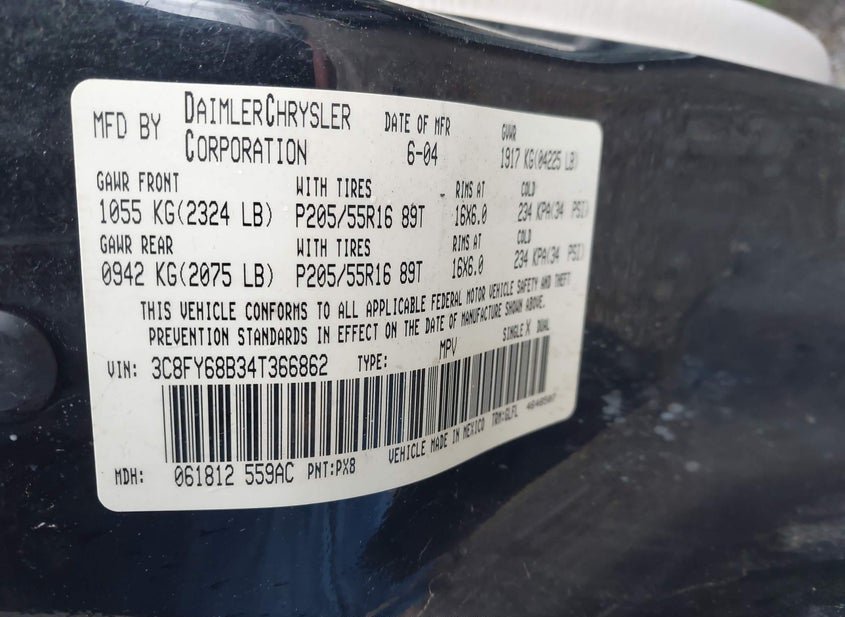 MFD BY DAIMLERCHRYSLER CORPORATION DATE OF MFR 6-04 GVWR 1917 KG(04225 LB)
GAWR FRONT WITH TIRES RIMS AT COLD
1055 KG(2324 LB) P205/55R16 89T 16X6.0 234 KPA(34 PSI)
GAWR REAR WITH TIRES RIMS AT COLD
0942 KG(2075 LB) P205/55R16 89T 16X6.0 234 KPA(34 PSI)
THIS VEHICLE CONFORMS TO ALL APPLICABLE FEDERAL MOTOR VEHICLE SAFETY AND THEFT
PREVENTION STANDARDS IN EFFECT ON THE DATE OF MANUFACTURE SHOWN ABOVE.
VIN: 3C8FY68B34T366862 TYPE: MPV SINGLE X DUAL
MDH: 061812 559AC PNT:PX8 VEHICLE MADE IN MEXICO TRM:GLFL